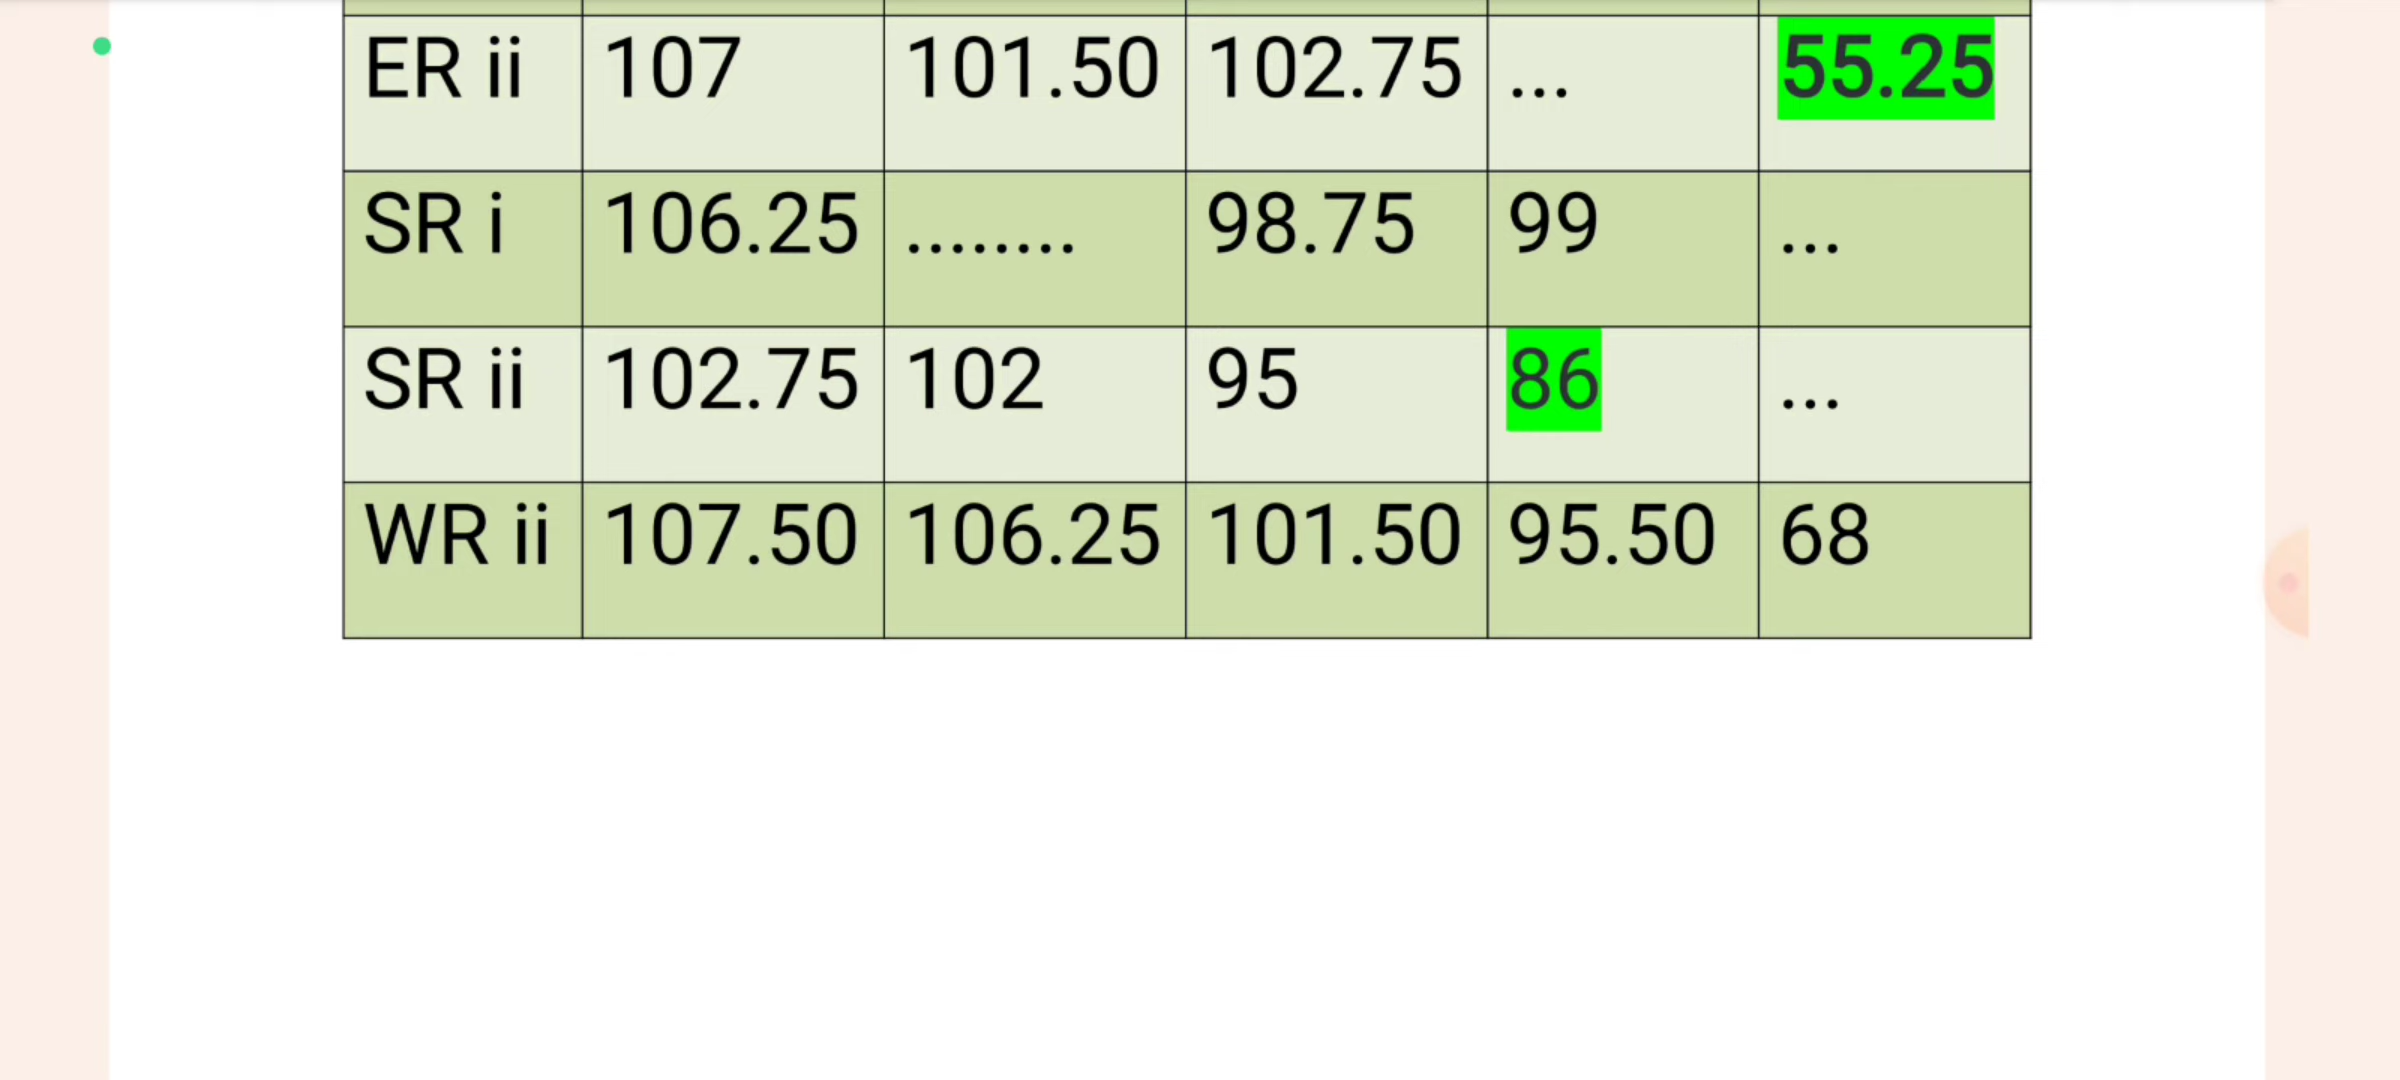 ER ii 107 101.50 102.75 ... 55.25
SR i 106.25 ........ 98.75 99 ...
SR ii 102.75 102 95 86 ...
WR ii 107.50 106.25 101.50 95.50 68